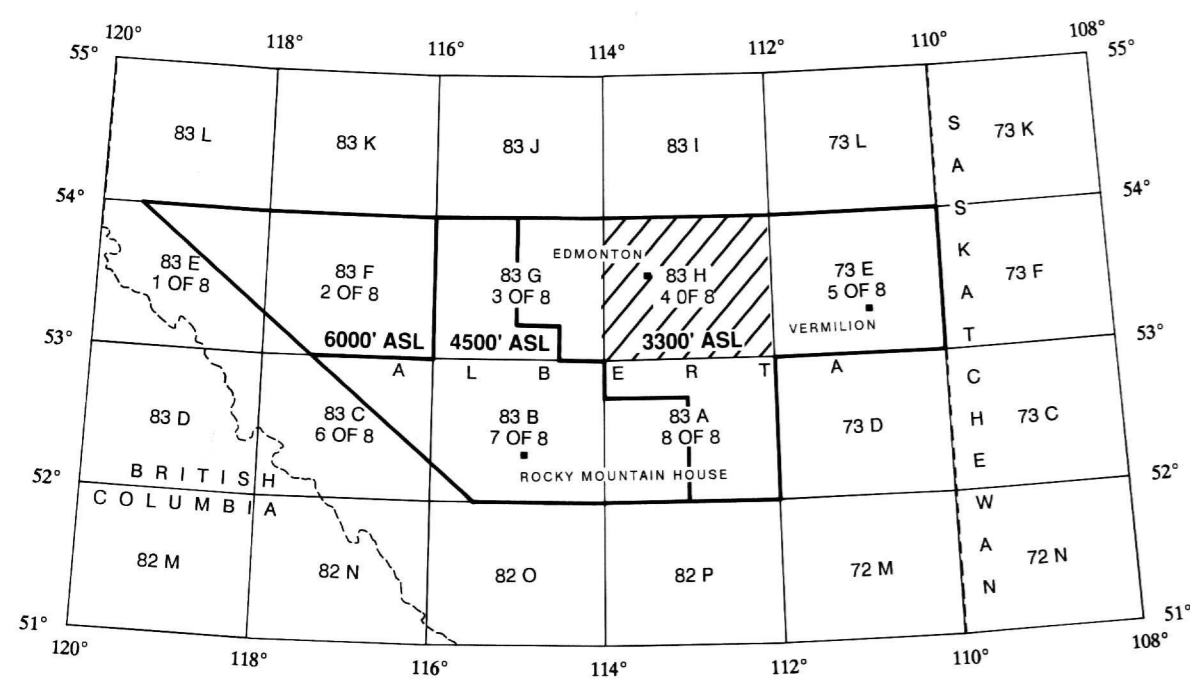 120° 118° 116° 114° 112° 110° 108°
55° 55°
83 L 83 K 83 J 83 I 73 L 73 K
54° 54°
EDMONTON
83 E 83 F 83 G 83 H 73 E 73 F
1 OF 8 2 OF 8 3 OF 8 4 0F 8 5 OF 8
VERMILION
6000' ASL 4500' ASL 3300' ASL
53° 53°
A L B E R T A
83 D 83 C 83 B 83 A 73 D 73 C
6 OF 8 7 OF 8 8 OF 8
ROCKY MOUNTAIN HOUSE
52° 52°
BRITISH
COLUMBIA
SASKATCHEWAN
82 M 82 N 82 O 82 P 72 M 72 N
51° 51°
120° 118° 116° 114° 112° 110° 108°